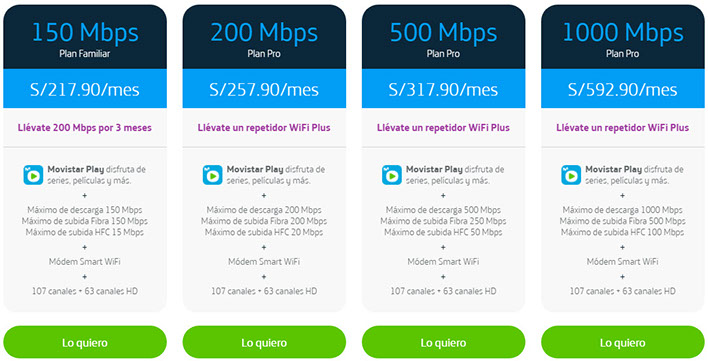 150 Mbps
Plan Familiar
S/217.90/mes
Llévate 200 Mbps por 3 meses
Movistar Play disfruta de
series, películas y más.
+
Máximo de descarga 150 Mbps
Máximo de subida Fibra 150 Mbps
Máximo de subida HFC 15 Mbps
+
Módem Smart WiFi
+
107 canales + 63 canales HD
Lo quiero
200 Mbps
Plan Pro
S/257.90/mes
Llévate un repetidor WiFi Plus
Movistar Play disfruta de
series, películas y más.
+
Máximo de descarga 200 Mbps
Máximo de subida Fibra 200 Mbps
Máximo de subida HFC 20 Mbps
+
Módem Smart WiFi
+
107 canales + 63 canales HD
Lo quiero
500 Mbps
Plan Pro
S/317.90/mes
Llévate un repetidor WiFi Plus
Movistar Play disfruta de
series, películas y más.
+
Máximo de descarga 500 Mbps
Máximo de subida Fibra 250 Mbps
Máximo de subida HFC 50 Mbps
+
Módem Smart WiFi
+
107 canales + 63 canales HD
Lo quiero
1000 Mbps
Plan Pro
S/592.90/mes
Llévate un repetidor WiFi Plus
Movistar Play disfruta de
series, películas y más.
+
Máximo de descarga 1000 Mbps
Máximo de subida Fibra 500 Mbps
Máximo de subida HFC 100 Mbps
+
Módem Smart WiFi
+
107 canales + 63 canales HD
Lo quiero